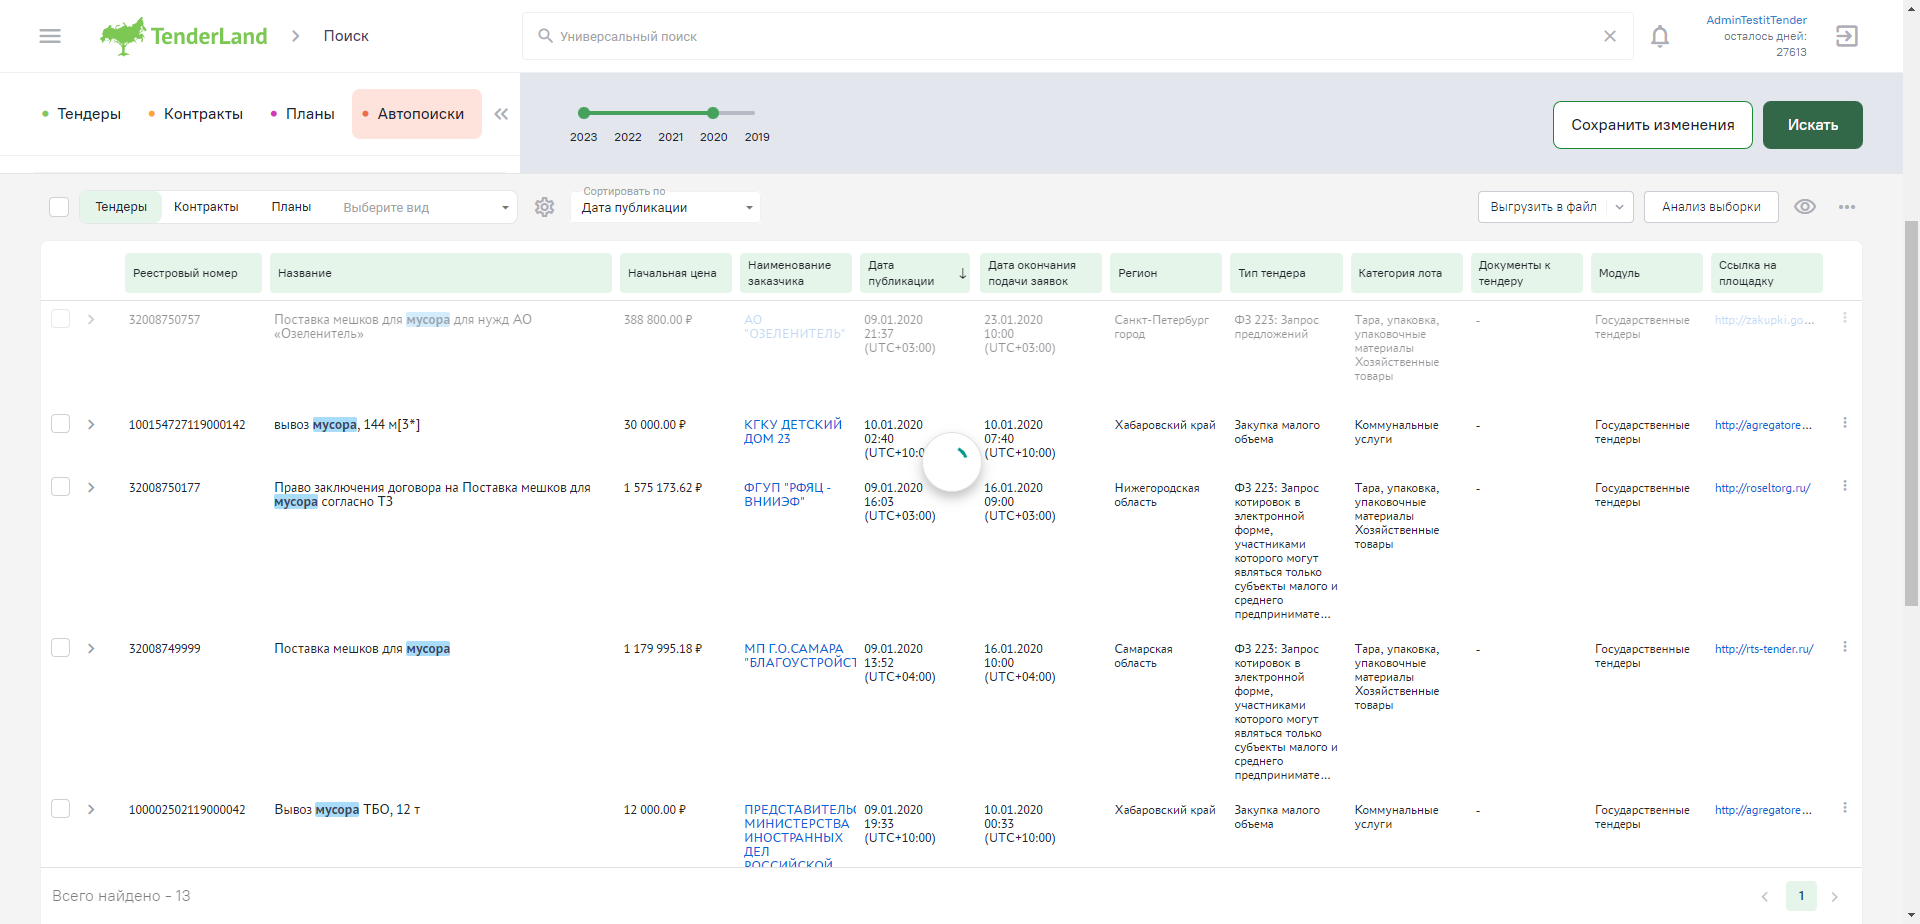 TenderLand
Поиск
Универсальный поиск
AdminTestitTender
осталось дней:
27613
Тендеры
Контракты
Планы
Автопоиски
2023 2022 2021 2020 2019
Сохранить изменения
Искать
Тендеры
Контракты
Планы
Выберите вид
Сортировать по
Дата публикации
Выгрузить в файл
Анализ выборки
Реестровый номер
Название
Начальная цена
Наименование
заказчика
Дата
публикации
Дата окончания
подачи заявок
Регион
Тип тендера
Категория лота
Документы к
тендеру
Модуль
Ссылка на
площадку
32008750757
Поставка мешков для мусора для нужд АО
«Озеленитель»
388 800.00 ₽
АО
"ОЗЕЛЕНИТЕЛЬ"
09.01.2020
21:37
(UTC+03:00)
23.01.2020
10:00
(UTC+03:00)
Санкт-Петербург
город
ФЗ 223: Запрос
предложений
Тара, упаковка,
упаковочные
материалы
Хозяйственные
товары
-
Государственные
тендеры
http://zakupki.go...
100154727119000142
вывоз мусора, 144 м[3*]
30 000.00 ₽
КГКУ ДЕТСКИЙ
ДОМ 23
10.01.2020
02:40
(UTC+10:0
10.01.2020
07:40
(UTC+10:00)
Хабаровский край
Закупка малого
объема
Коммунальные
услуги
-
Государственные
тендеры
http://agregatore...
32008750177
Право заключения договора на Поставка мешков для
мусора согласно ТЗ
1 575 173.62 ₽
ФГУП "РФЯЦ -
ВНИИЭФ"
09.01.2020
16:03
(UTC+03:00)
16.01.2020
09:00
(UTC+03:00)
Нижегородская
область
ФЗ 223: Запрос
котировок в
электронной
форме,
участниками
которого могут
являться только
субъекты малого и
среднего
предпринимате...
Тара, упаковка,
упаковочные
материалы
Хозяйственные
товары
-
Государственные
тендеры
http://roseltorg.ru/
32008749999
Поставка мешков для мусора
1 179 995.18 ₽
МП Г.О.САМАРА
"БЛАГОУСТРОЙСТ
09.01.2020
13:52
(UTC+04:00)
16.01.2020
10:00
(UTC+04:00)
Самарская
область
ФЗ 223: Запрос
котировок в
электронной
форме,
участниками
которого могут
являться только
субъекты малого и
среднего
предпринимате...
Тара, упаковка,
упаковочные
материалы
Хозяйственные
товары
-
Государственные
тендеры
http://rts-tender.ru/
100002502119000042
Вывоз мусора ТБО, 12 т
12 000.00 ₽
ПРЕДСТАВИТЕЛЬС
МИНИСТЕРСТВА
ИНОСТРАННЫХ
ДЕЛ
РОССИЙСКОЙ
09.01.2020
19:33
(UTC+10:00)
10.01.2020
00:33
(UTC+10:00)
Хабаровский край
Закупка малого
объема
Коммунальные
услуги
-
Государственные
тендеры
http://agregatore...
Всего найдено - 13
1